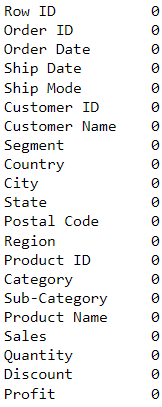 Row ID 0
Order ID 0
Order Date 0
Ship Date 0
Ship Mode 0
Customer ID 0
Customer Name 0
Segment 0
Country 0
City 0
State 0
Postal Code 0
Region 0
Product ID 0
Category 0
Sub-Category 0
Product Name 0
Sales 0
Quantity 0
Discount 0
Profit 0